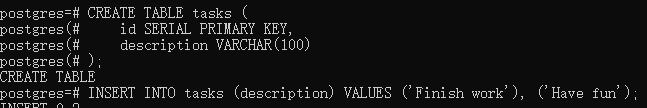 postgres=# CREATE TABLE tasks (
postgres(#     id SERIAL PRIMARY KEY,
postgres(#     description VARCHAR(100)
postgres(# );
CREATE TABLE
postgres=# INSERT INTO tasks (description) VALUES ('Finish work'), ('Have fun');
INSERT 0 2